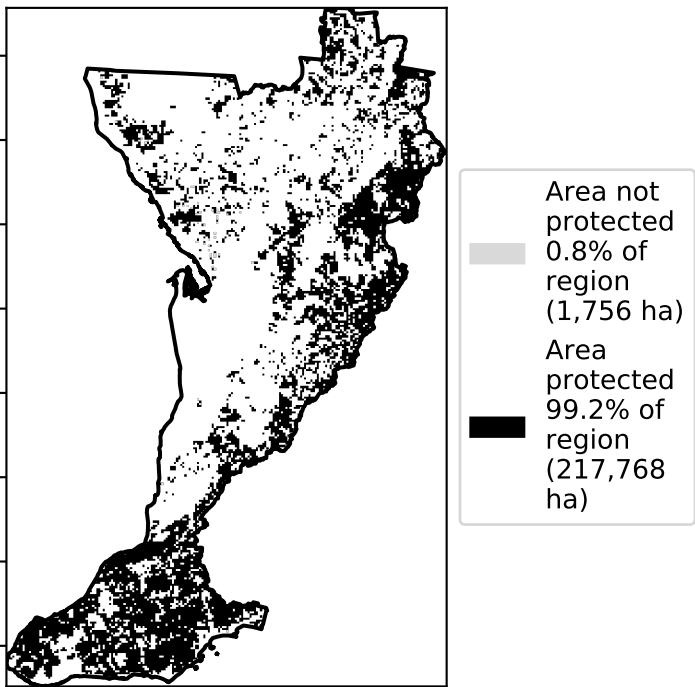 Area not
protected
0.8% of
region
(1,756 ha)
Area
protected
99.2% of
region
(217,768
ha)